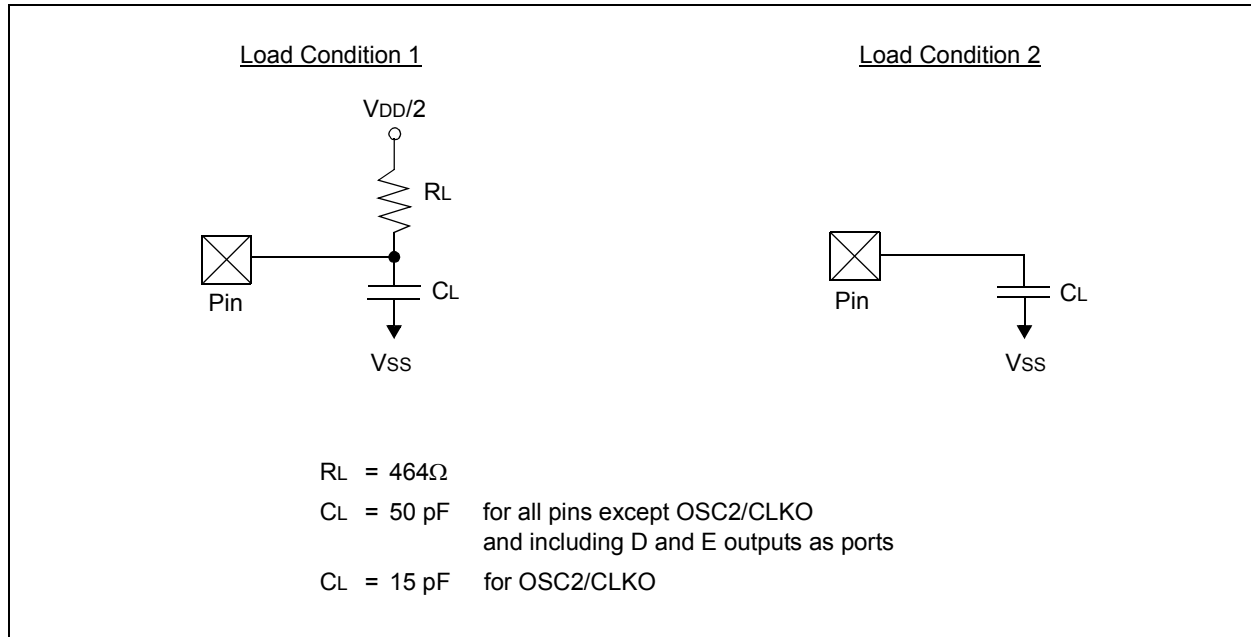 Load Condition 1
VDD/2
RL
Pin
CL
VSS
Load Condition 2
Pin
CL
VSS
RL = 464Ω
CL = 50 pF for all pins except OSC2/CLKO
and including D and E outputs as ports
CL = 15 pF for OSC2/CLKO